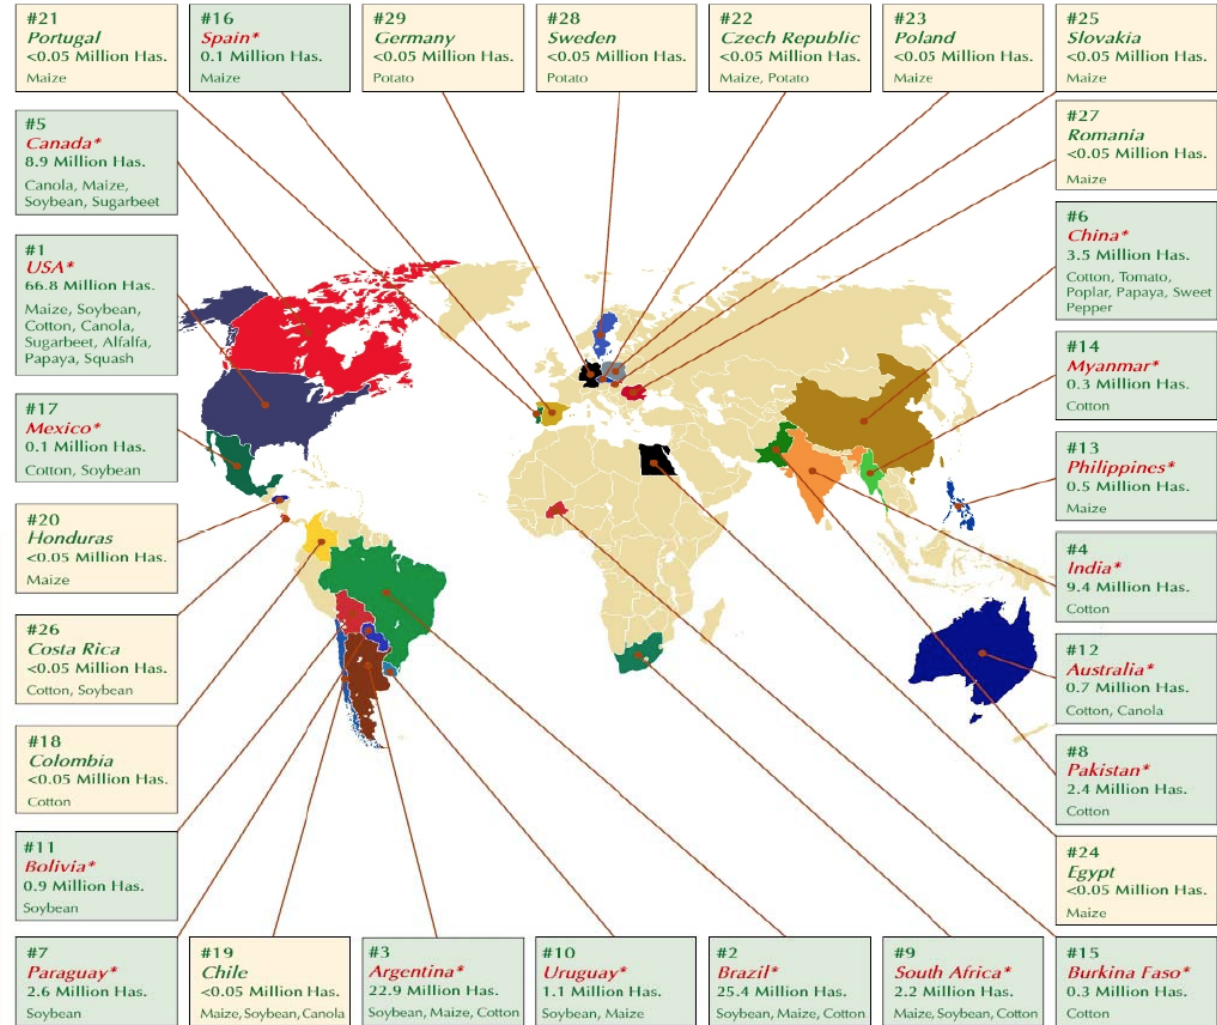 #21
Portugal
<0.05 Million Has.
Maize
#16
Spain*
0.1 Million Has.
Maize
#29
Germany
<0.05 Million Has.
Potato
#28
Sweden
<0.05 Million Has.
Potato
#22
Czech Republic
<0.05 Million Has.
Maize, Potato
#23
Poland
<0.05 Million Has.
Maize
#25
Slovakia
<0.05 Million Has.
Maize
#5
Canada*
8.9 Million Has.
Canola, Maize,
Soybean, Sugarbeet
#27
Romania
<0.05 Million Has.
Maize
#1
USA*
66.8 Million Has.
Maize, Soybean,
Cotton, Canola,
Sugarbeet, Alfalfa,
Papaya, Squash
#6
China*
3.5 Million Has.
Cotton, Tomato,
Poplar, Papaya, Sweet
Pepper
#14
Myanmar*
0.3 Million Has.
Cotton
#17
Mexico*
0.1 Million Has.
Cotton, Soybean
#13
Philippines*
0.5 Million Has.
Maize
#20
Honduras
<0.05 Million Has.
Maize
#4
India*
9.4 Million Has.
Cotton
#26
Costa Rica
<0.05 Million Has.
Cotton, Soybean
#12
Australia*
0.7 Million Has.
Cotton, Canola
#18
Colombia
<0.05 Million Has.
Cotton
#8
Pakistan*
2.4 Million Has.
Cotton
#11
Bolivia*
0.9 Million Has.
Soybean
#24
Egypt
<0.05 Million Has.
Maize
#7
Paraguay*
2.6 Million Has.
Soybean
#19
Chile
<0.05 Million Has.
Maize, Soybean, Canola
#3
Argentina*
22.9 Million Has.
Soybean, Maize, Cotton
#10
Uruguay*
1.1 Million Has.
Soybean, Maize
#2
Brazil*
25.4 Million Has.
Soybean, Maize, Cotton
#9
South Africa*
2.2 Million Has.
Maize, Soybean, Cotton
#15
Burkina Faso*
0.3 Million Has.
Cotton